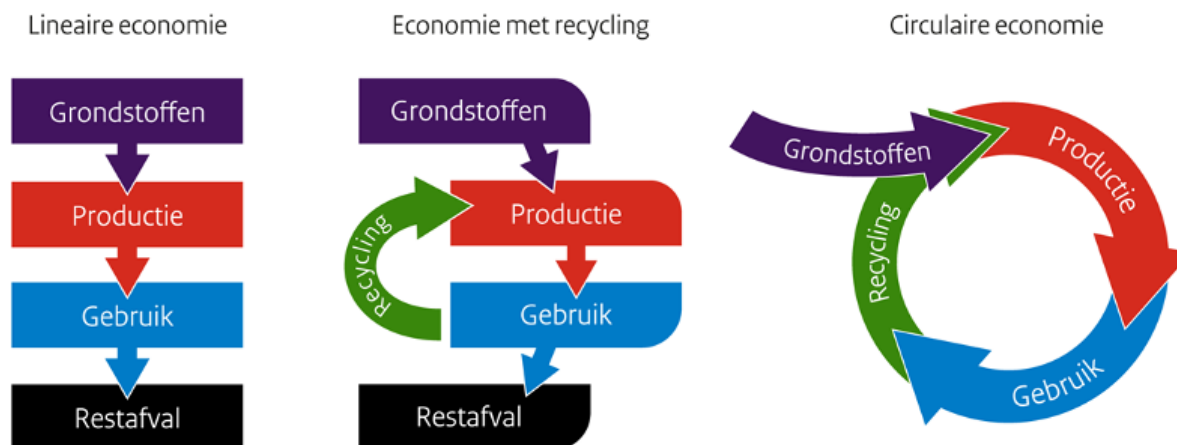 Lineaire economie
Grondstoffen
Productie
Gebruik
Restafval
Economie met recycling
Grondstoffen
Productie
Recycling
Gebruik
Restafval
Circulaire economie
Grondstoffen
Productie
Gebruik
Recycling